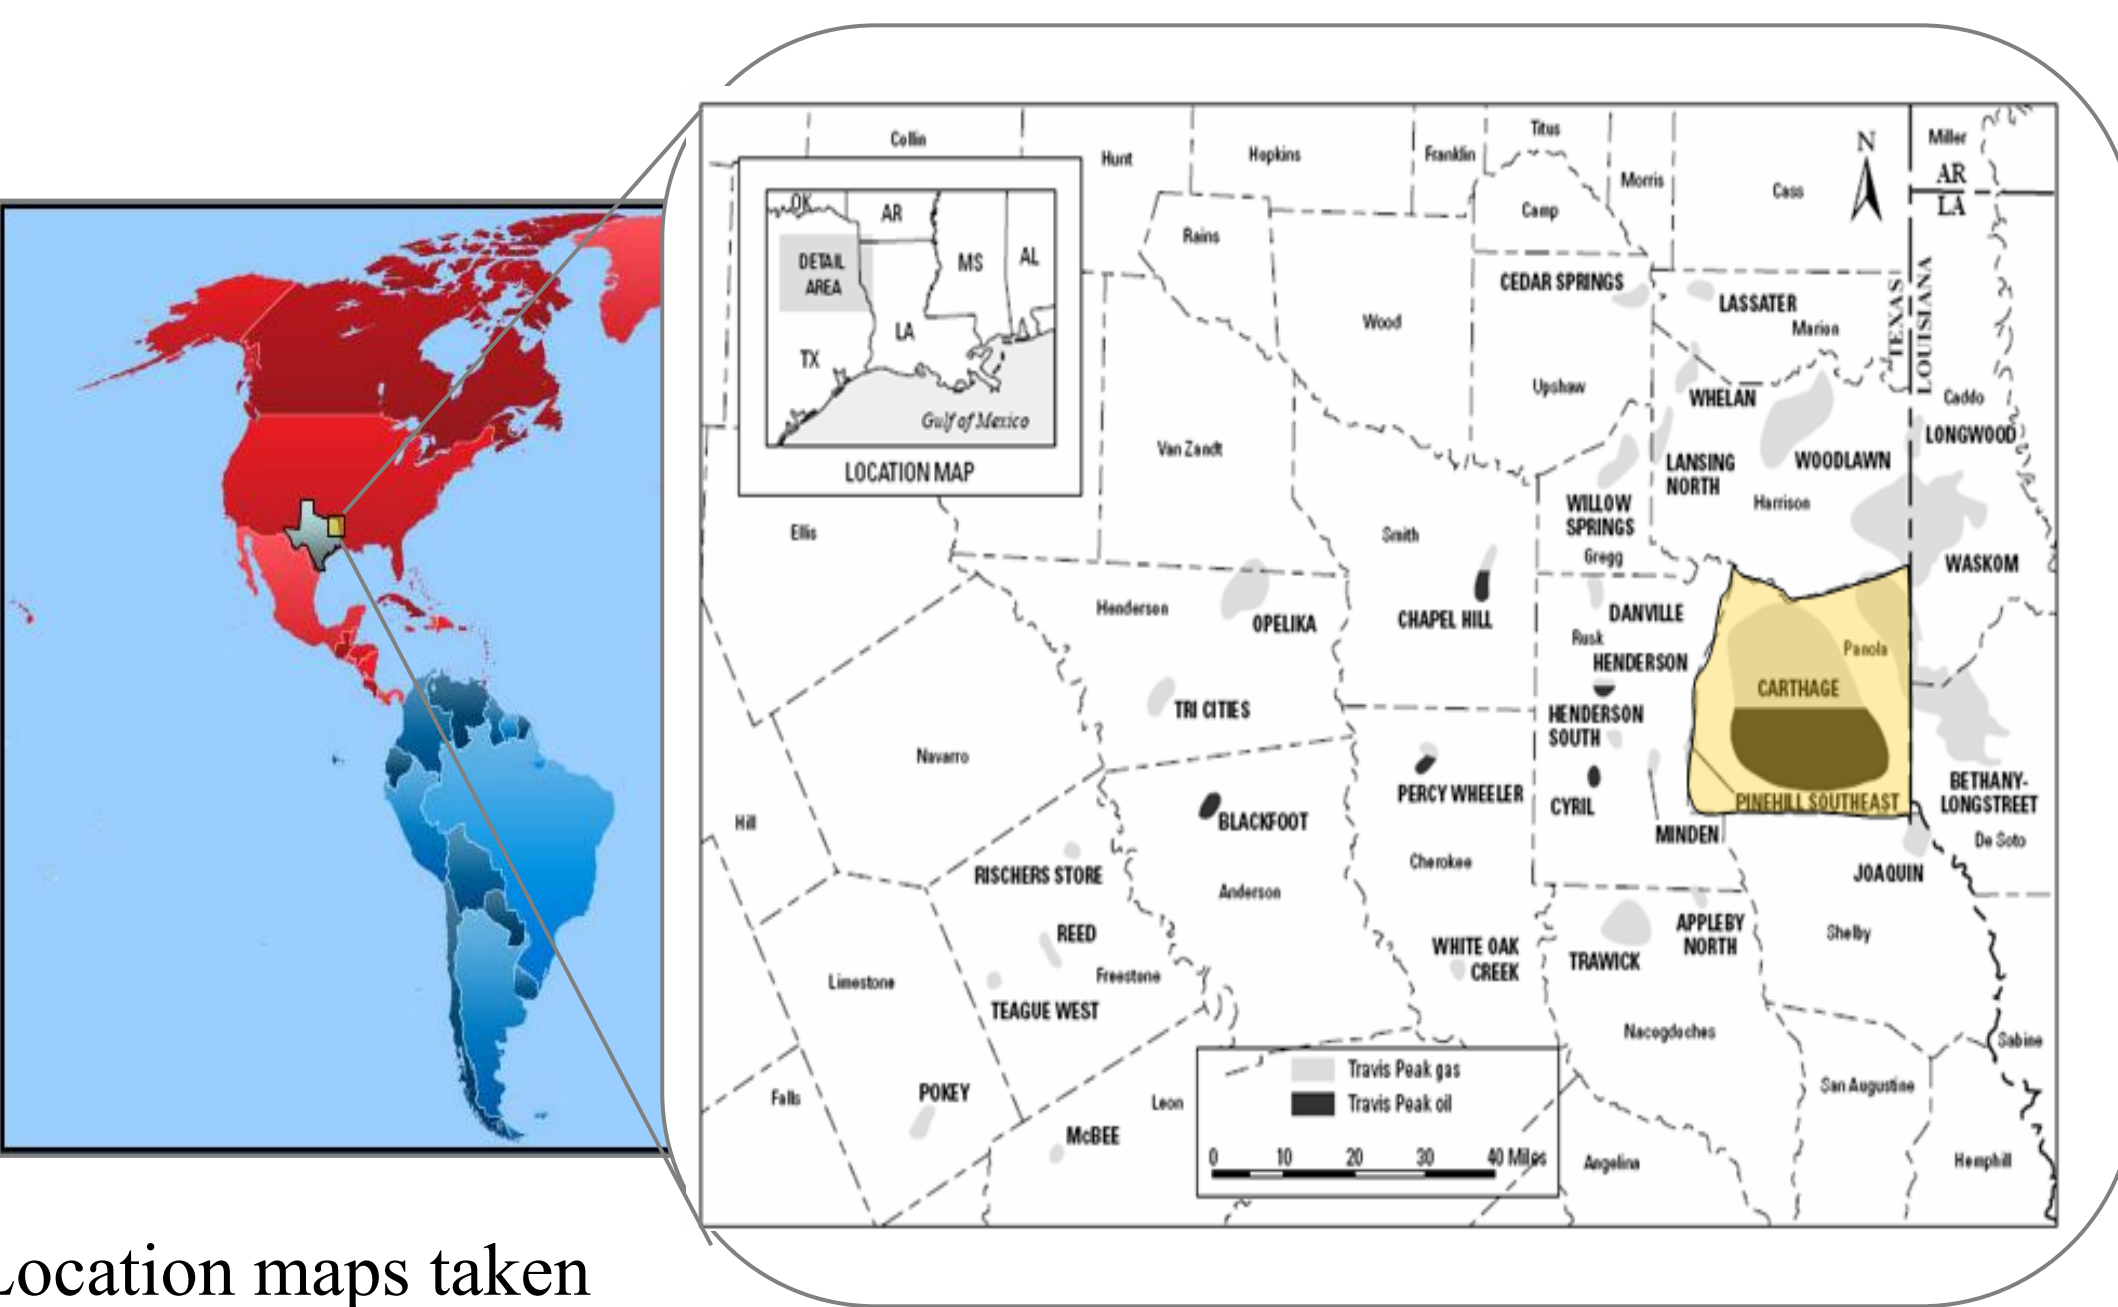 Collin
Hunt
Hopkins
Franklin
Titus
Morris
Cass
N
Miller
AR
LA
OK
AR
MS
AL
DETAIL
AREA
LA
TX
Gulf of Mexico
LOCATION MAP
Rains
Camp
CEDAR SPRINGS
LASSATER
Marion
TEXAS
LOUISIANA
Wood
Upshaw
WHELAN
Caddo
LONGWOOD
Van Zandt
LANSING
NORTH
WOODLAWN
Harrison
WILLOW
SPRINGS
Gregg
WASKOM
Ellis
Smith
Henderson
OPELIKA
CHAPEL HILL
DANVILLE
Rusk
HENDERSON
Panola
CARTHAGE
TRI CITIES
HENDERSON
SOUTH
Navarro
PERCY WHEELER
CYRIL
PINEHILL SOUTHEAST
BETHANY-
LONGSTREET
Hill
BLACKFOOT
MINDEN
De Soto
RISCHERS STORE
Cherokee
JOAQUIN
Anderson
REED
WHITE OAK
CREEK
APPLEBY
NORTH
Shelby
TRAWICK
Limestone
Freestone
TEAGUE WEST
Nacogdoches
Sabine
Travis Peak gas
Travis Peak oil
0 10 20 30 40 Miles
POKEY
Falls
Leon
San Augustine
McBEE
Angelina
Hemphill
Location maps taken